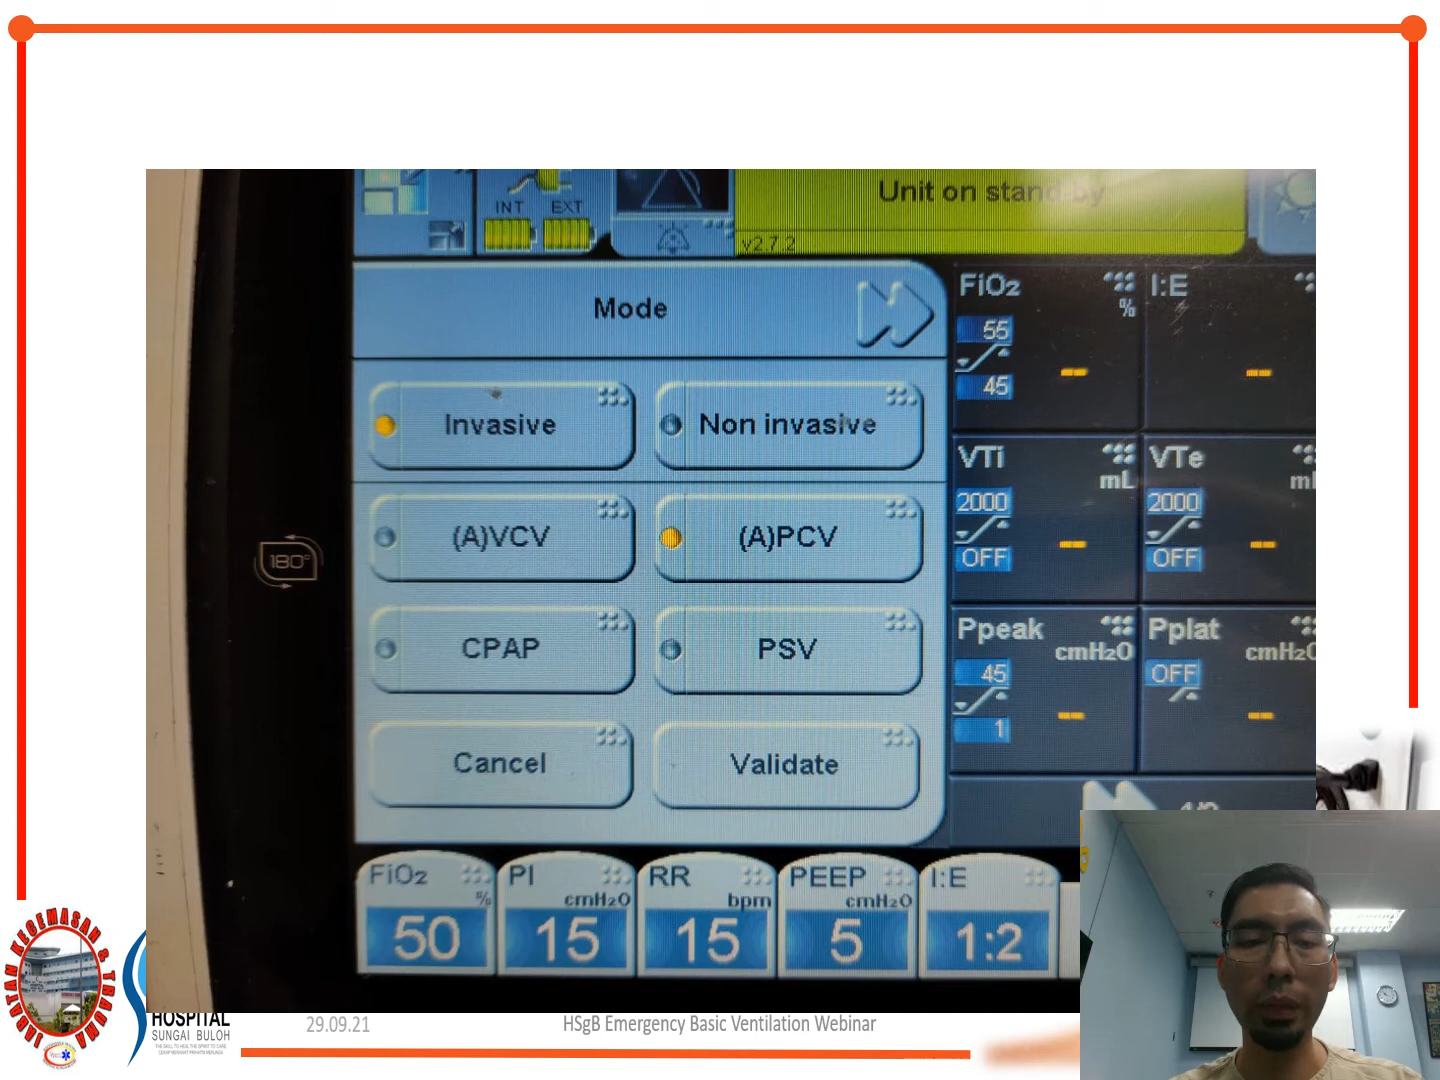 INT EXT
Unit on stand by
v2.7.2
Mode
Invasive
Non invasive
(A)VCV
(A)PCV
CPAP
PSV
Cancel
Validate
FiO2 %
55
45
I:E
VTi mL
2000
OFF
VTe
2000
OFF
Ppeak cmH2O
45
1
Pplat
OFF
180°
FiO2 %
50
PI cmH2O
15
RR bpm
15
PEEP cmH2O
5
I:E
1:2
JABATAN KECEMASAN & TRAUMA
HOSPITAL
SUNGAI BULOH
29.09.21
HSgB Emergency Basic Ventilation Webinar